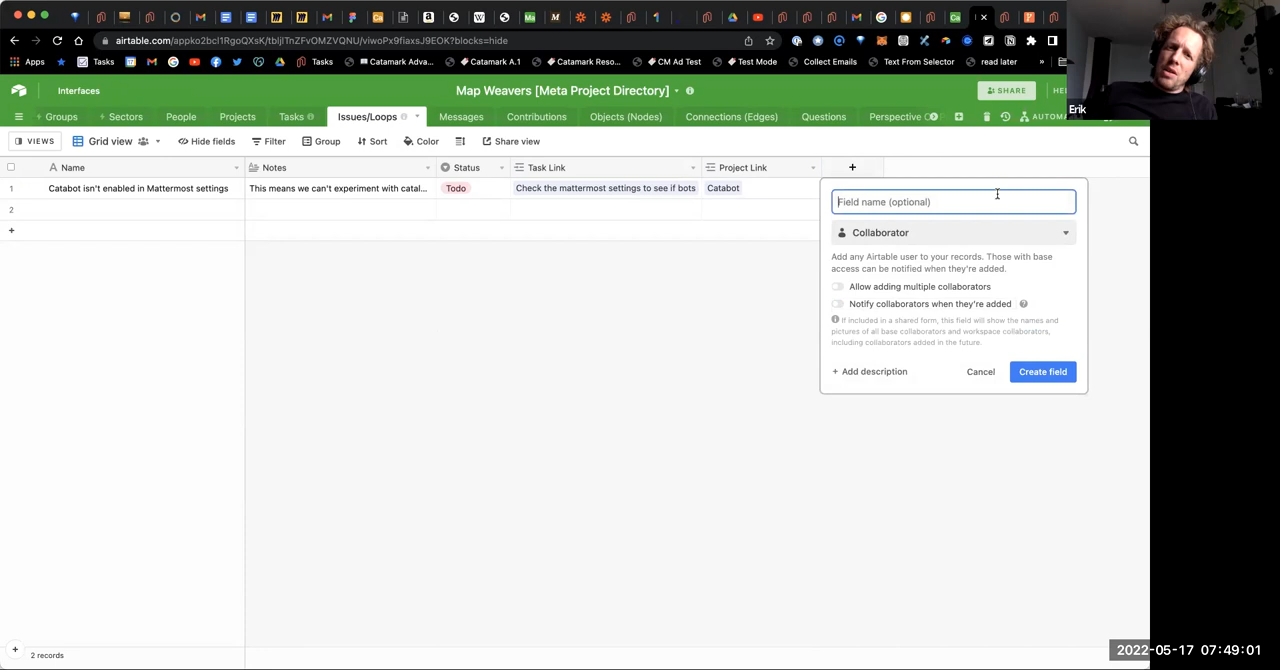 airtable.com/appko2bcl1RgoQXsK/tbljITnZFvOMZVQNU/viwoPx9fiaxsJ9EOK?blocks=hide
Apps
Tasks
Tasks
Catamark Adva...
Catamark A.1
Catamark Reso...
CM Ad Test
Test Mode
Collect Emails
Text From Selector
read later
»
Erik
Interfaces
Map Weavers [Meta Project Directory]
SHARE
Groups
Sectors
People
Projects
Tasks
Issues/Loops
Messages
Contributions
Objects (Nodes)
Connections (Edges)
Questions
Perspective
VIEWS
Grid view
Hide fields
Filter
Group
Sort
Color
Share view
Name
Notes
Status
Task Link
Project Link
+
1
Catabot isn't enabled in Mattermost settings
This means we can't experiment with catal...
Todo
Check the mattermost settings to see if bots
Catabot
2
+
Field name (optional)
Collaborator
Add any Airtable user to your records. Those with base
access can be notified when they're added.
Allow adding multiple collaborators
Notify collaborators when they're added
If included in a shared form, this field will show the names and
pictures of all base collaborators and workspace collaborators,
including collaborators added in the future.
+ Add description
Cancel
Create field
+
2 records
2022-05-17 07:49:01